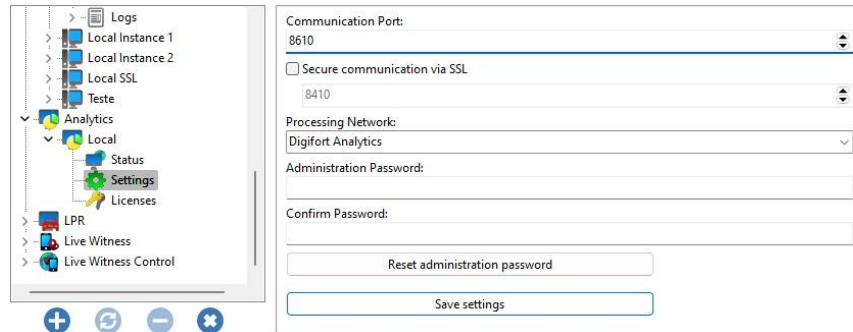 Logs
Local Instance 1
Local Instance 2
Local SSL
Teste
Analytics
Local
Status
Settings
Licenses
LPR
Live Witness
Live Witness Control
Communication Port:
8610
Secure communication via SSL
8410
Processing Network:
Digifort Analytics
Administration Password:
Confirm Password:
Reset administration password
Save settings